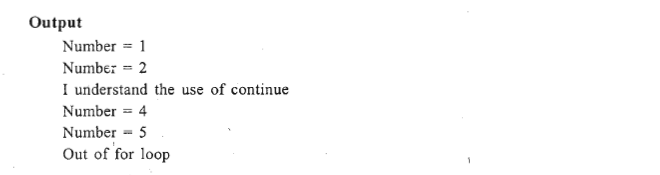 Output
Number = 1
Number = 2
I understand the use of continue
Number = 4
Number = 5
Out of for loop